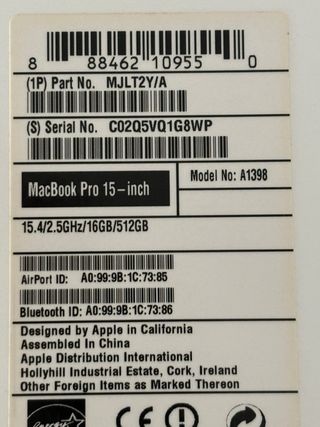 8 88462 10955 0
(1P) Part No. MJLT2Y/A
(S) Serial No. C02Q5VQ1G8WP
MacBook Pro 15-inch
Model No: A1398
15.4/2.5GHz/16GB/512GB
AirPort ID: A0:99:9B:1C:73:85
Bluetooth ID: A0:99:9B:1C:73:86
Designed by Apple in California
Assembled In China
Apple Distribution International
Hollyhill Industrial Estate, Cork, Ireland
Other Foreign Items as Marked Thereon
energy CE